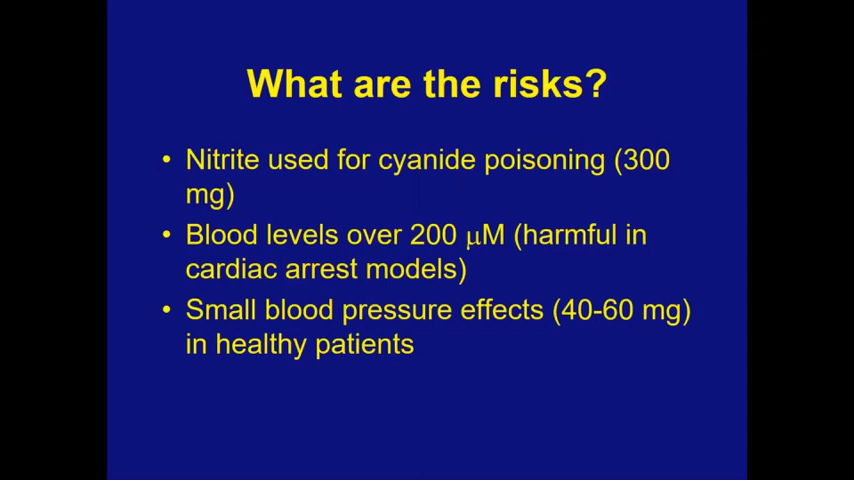 What are the risks?
• Nitrite used for cyanide poisoning (300
mg)
• Blood levels over 200 μM (harmful in
cardiac arrest models)
• Small blood pressure effects (40-60 mg)
in healthy patients